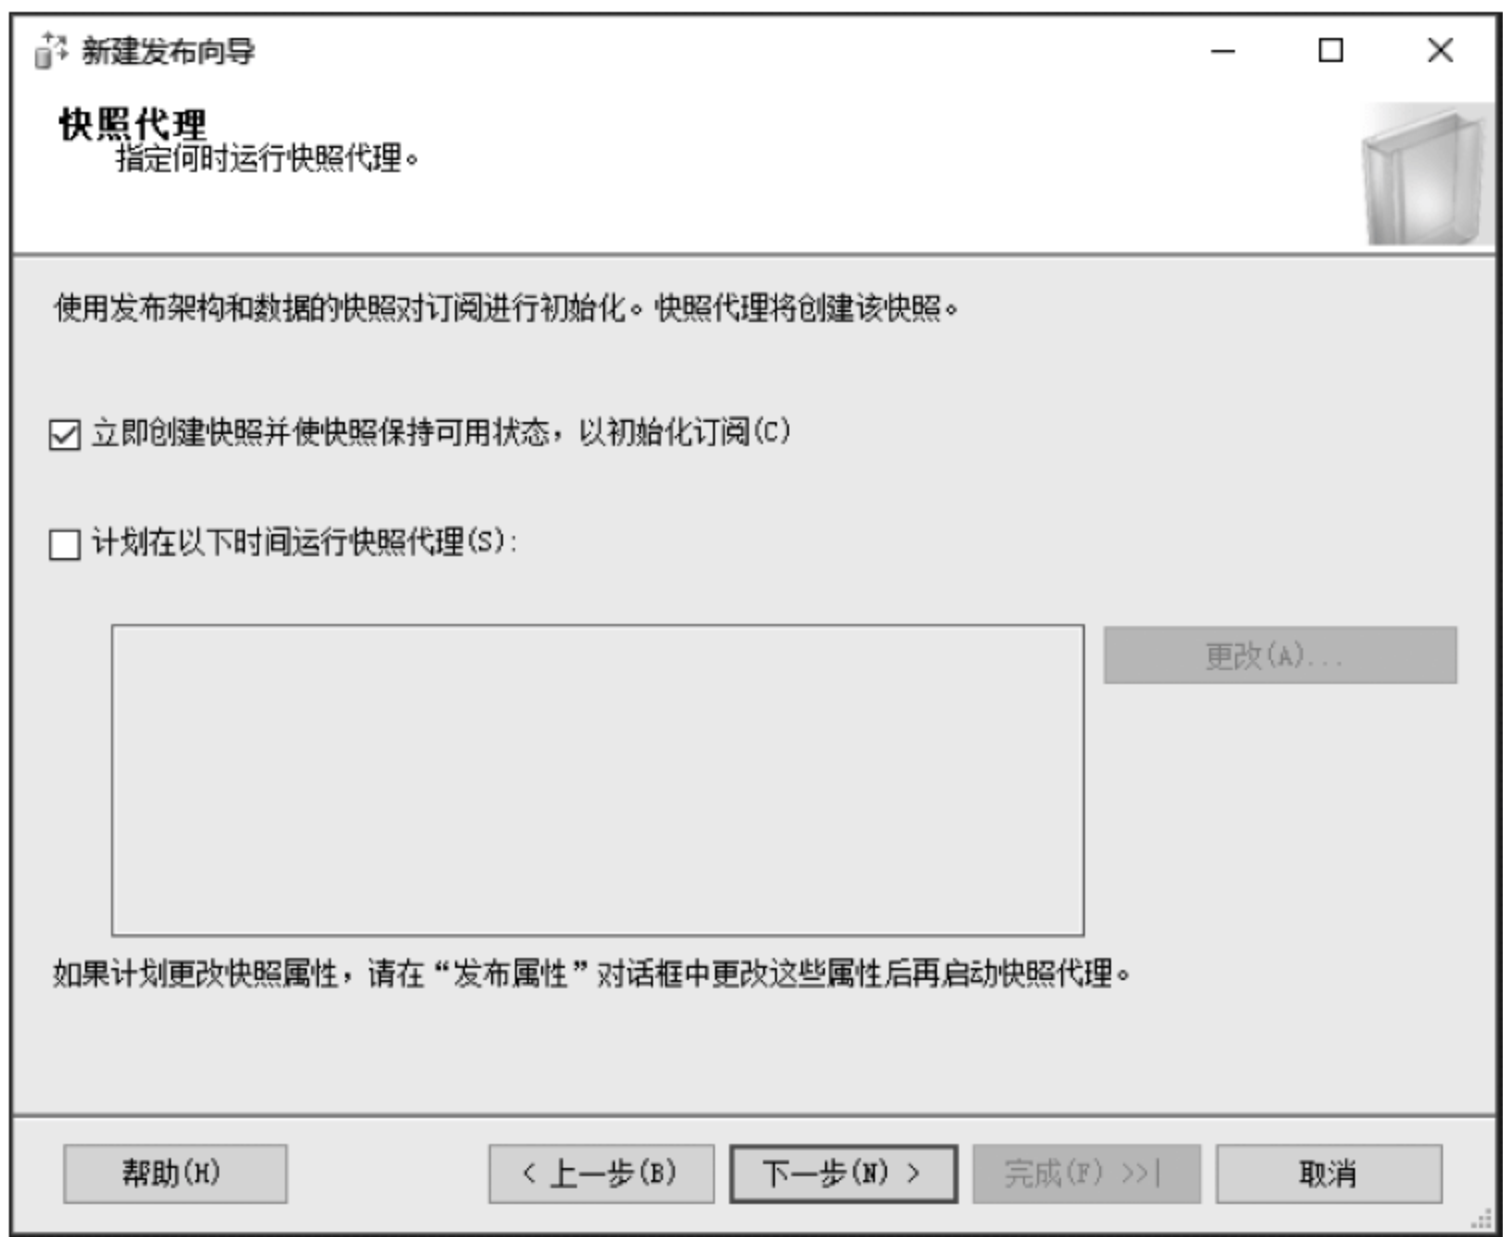 新建发布向导
快照代理
指定何时运行快照代理。
使用发布架构和数据的快照对订阅进行初始化。快照代理将创建该快照。
立即创建快照并使快照保持可用状态，以初始化订阅(C)
计划在以下时间运行快照代理(S):
更改(A)...
如果计划更改快照属性，请在“发布属性”对话框中更改这些属性后再启动快照代理。
帮助(H)
< 上一步(B)
下一步(N) >
完成(F) >>|
取消